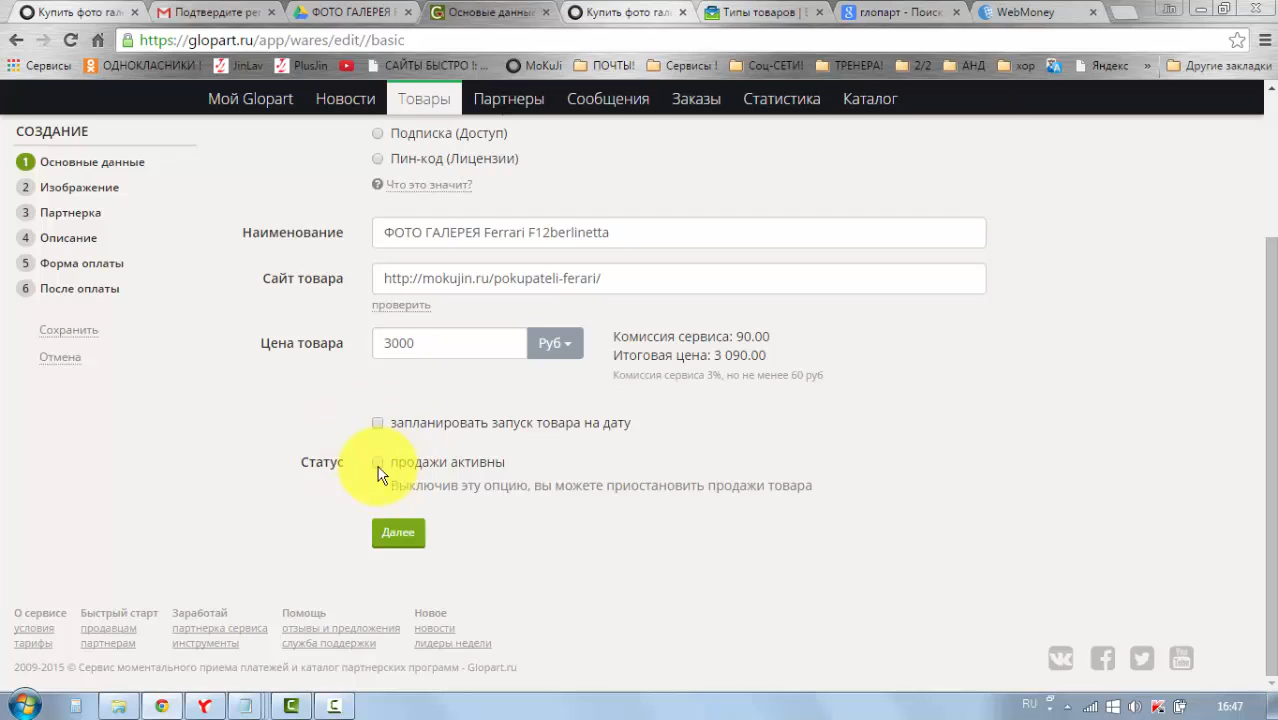 Купить фото гал
Подтвердите рег
ФОТО ГАЛЕРЕЯ F
Основные данны
Купить фото гал
Типы товаров | Б
глопарт - Поиск
WebMoney
https://glopart.ru/app/wares/edit//basic
Сервисы
ОДНОКЛАСНИКИ
JinLav
PlusJin
САЙТЫ БЫСТРО !:...
MoKuJi
ПОЧТЫ!
Сервисы !
Соц-СЕТИ!
ТРЕНЕРА!
2/2
АНД
хор
Яндекс
»
Другие закладки
Мой Glopart
Новости
Товары
Партнеры
Сообщения
Заказы
Статистика
Каталог
СОЗДАНИЕ
1 Основные данные
2 Изображение
3 Партнерка
4 Описание
5 Форма оплаты
6 После оплаты
Сохранить
Отмена
Подписка (Доступ)
Пин-код (Лицензии)
Что это значит?
Наименование
ФОТО ГАЛЕРЕЯ Ferrari F12berlinetta
Сайт товара
http://mokujin.ru/pokupateli-ferari/
проверить
Цена товара
3000
Руб
Комиссия сервиса: 90.00
Итоговая цена: 3 090.00
Комиссия сервиса 3%, но не менее 60 руб
запланировать запуск товара на дату
Статус
продажи активны
Выключив эту опцию, вы можете приостановить продажи товара
Далее
О сервисе
условия
тарифы
Быстрый старт
продавцам
партнерам
Заработай
партнерка сервиса
инструменты
Помощь
отзывы и предложения
служба поддержки
Новое
новости
лидеры недели
2009-2015 © Сервис моментального приема платежей и каталог партнерских программ - Glopart.ru
RU
16:47